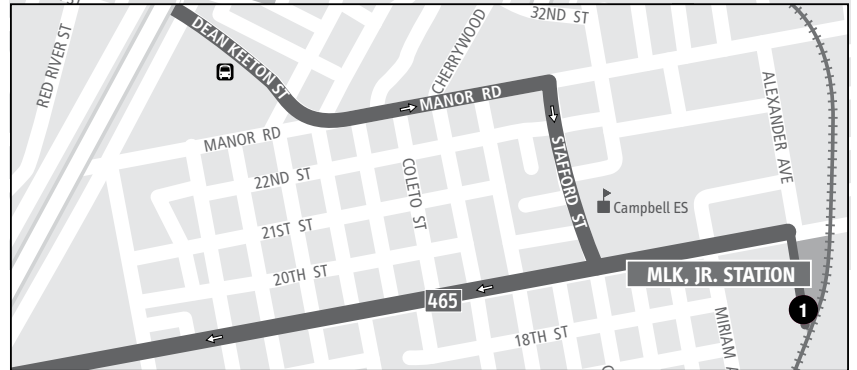 32ND ST
RED RIVER ST
DEAN KEETON ST
CHERRYWOOD
MANOR RD
ALEXANDER AVE
MANOR RD
STAFFORD ST
22ND ST
COLETO ST
Campbell ES
21ST ST
20TH ST
MLK, JR. STATION
465
1
18TH ST
MIRIAM A